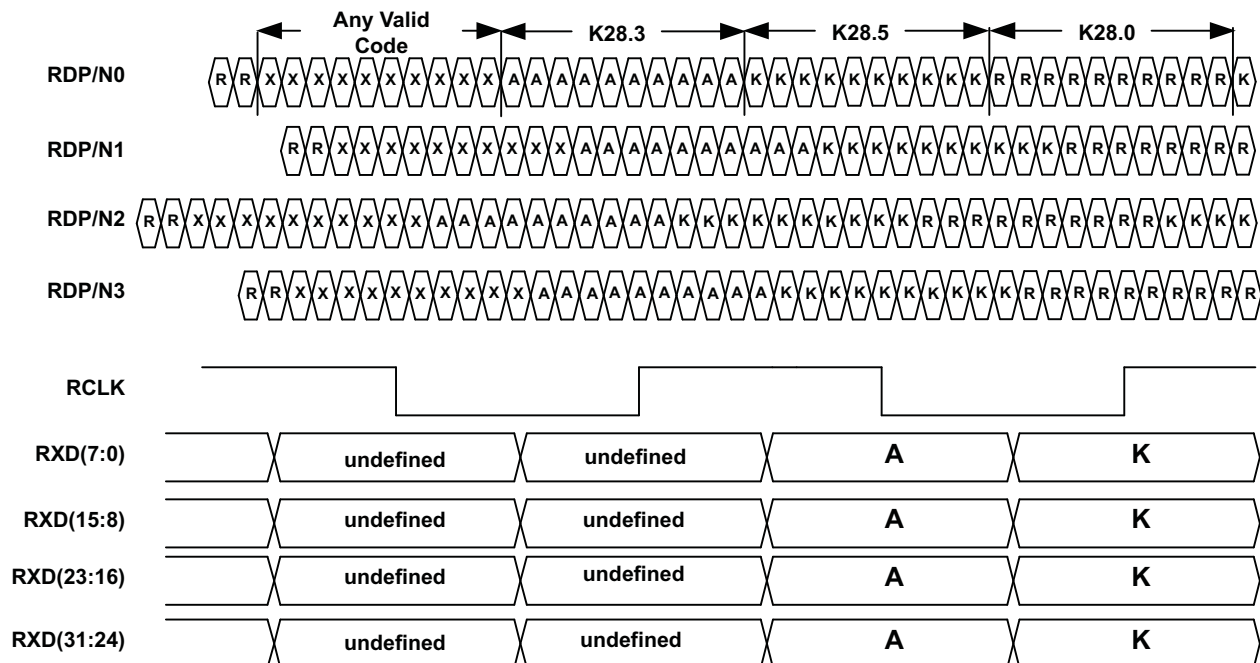 Any Valid Code K28.3 K28.5 K28.0
RDP/N0 R R X X X X X X X X X X A A A A A A A A A A K K K K K K K K K K R R R R R R R R R R K
RDP/N1 R R X X X X X X X X X X A A A A A A A A A A K K K K K K K K K K R R R R R R R R
RDP/N2 R R X X X X X X X X X X A A A A A A A A A A K K K K K K K K K K R R R R R R R R R R K K K K
RDP/N3 R R X X X X X X X X X X A A A A A A A A A A K K K K K K K K K K R R R R R R R R R R
RCLK
RXD(7:0) undefined undefined A K
RXD(15:8) undefined undefined A K
RXD(23:16) undefined undefined A K
RXD(31:24) undefined undefined A K